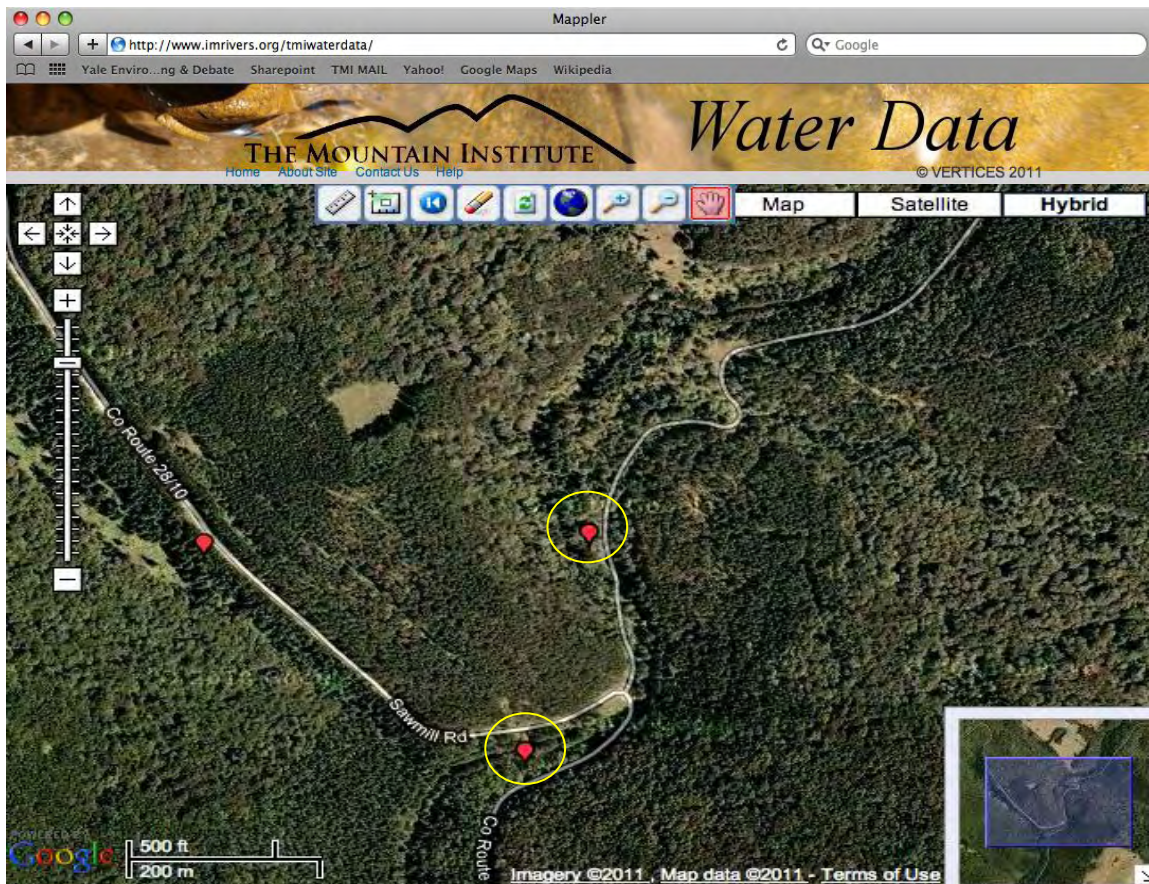 Mappler
http://www.imrivers.org/tmiwaterdata/
Google
Yale Enviro...ng & Debate Sharepoint TMI MAIL Yahoo! Google Maps Wikipedia
THE MOUNTAIN INSTITUTE
Water Data
Home About Site Contact Us Help
© VERTICES 2011
Map Satellite Hybrid
Co Route 28/10
Sawmill Rd
Co Route
POWERED BY
Google
500 ft
200 m
Imagery ©2011 , Map data ©2011 - Terms of Use